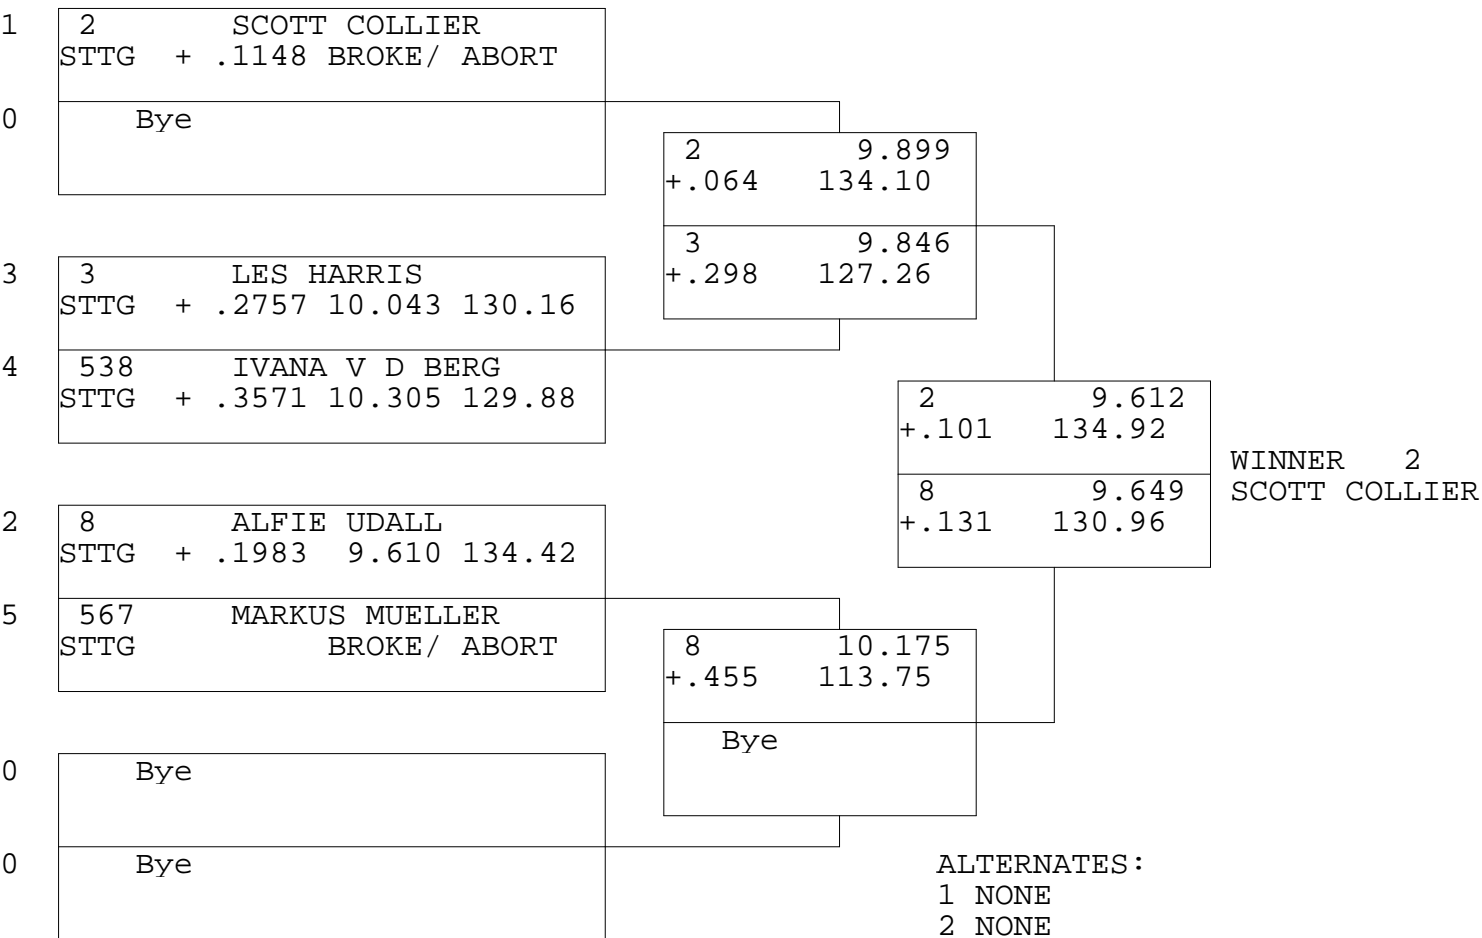 1 2 SCOTT COLLIER
STTG + .1148 BROKE/ ABORT
0 Bye
2 9.899
+.064 134.10
3 9.846
+.298 127.26
3 3 LES HARRIS
STTG + .2757 10.043 130.16
4 538 IVANA V D BERG
STTG + .3571 10.305 129.88
2 9.612
+.101 134.92
8 9.649
+.131 130.96
WINNER 2
SCOTT COLLIER
2 8 ALFIE UDALL
STTG + .1983 9.610 134.42
5 567 MARKUS MUELLER
STTG BROKE/ ABORT
8 10.175
+.455 113.75
Bye
0 Bye
0 Bye
ALTERNATES:
1 NONE
2 NONE